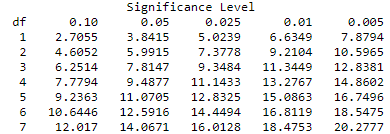 Significance Level
df 0.10 0.05 0.025 0.01 0.005
1 2.7055 3.8415 5.0239 6.6349 7.8794
2 4.6052 5.9915 7.3778 9.2104 10.5965
3 6.2514 7.8147 9.3484 11.3449 12.8381
4 7.7794 9.4877 11.1433 13.2767 14.8602
5 9.2363 11.0705 12.8325 15.0863 16.7496
6 10.6446 12.5916 14.4494 16.8119 18.5475
7 12.017 14.0671 16.0128 18.4753 20.2777